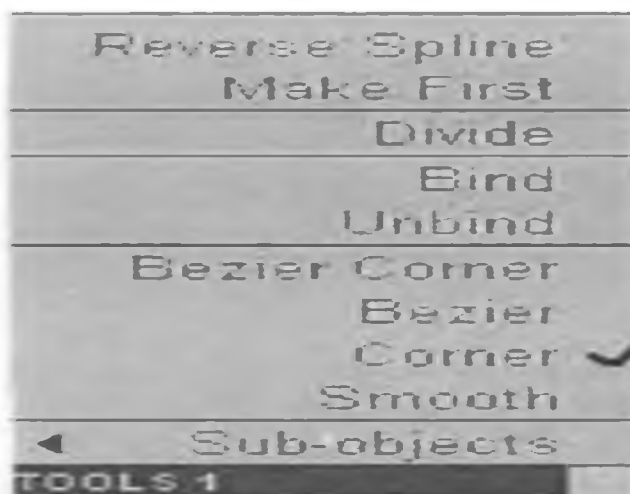 Reverse Spline
Make First
Divide
Bind
Unbind
Bezier Corner
Bezier
Corner
Smooth
Sub-objects
TOOLS 1